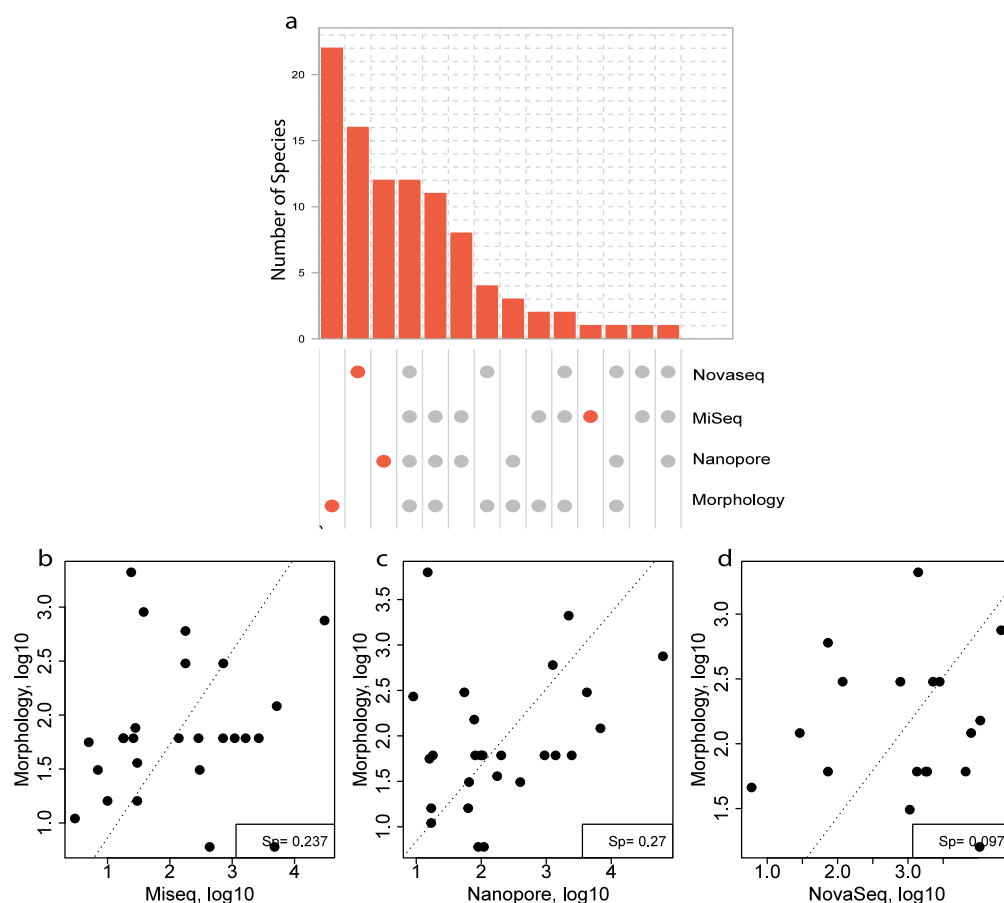 a
Number of Species
20
15
10
5
0
Novaseq
MiSeq
Nanopore
Morphology
b
Morphology, log10
3.0
2.5
2.0
1.5
1.0
Sp= 0.237
1 2 3 4
Miseq, log10
c
Morphology, log10
3.5
3.0
2.5
2.0
1.5
1.0
Sp= 0.27
1 2 3 4
Nanopore, log10
d
Morphology, log10
3.0
2.5
2.0
1.5
Sp= 0.097
1.0 2.0 3.0
NovaSeq, log10